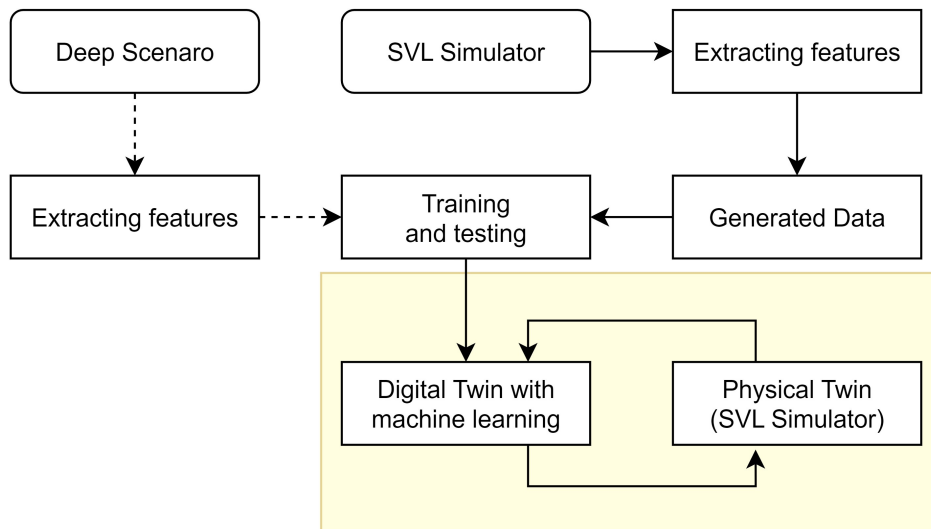 Deep Scenaro
SVL Simulator
Extracting features
Extracting features
Training
and testing
Generated Data
Digital Twin with
machine learning
Physical Twin
(SVL Simulator)